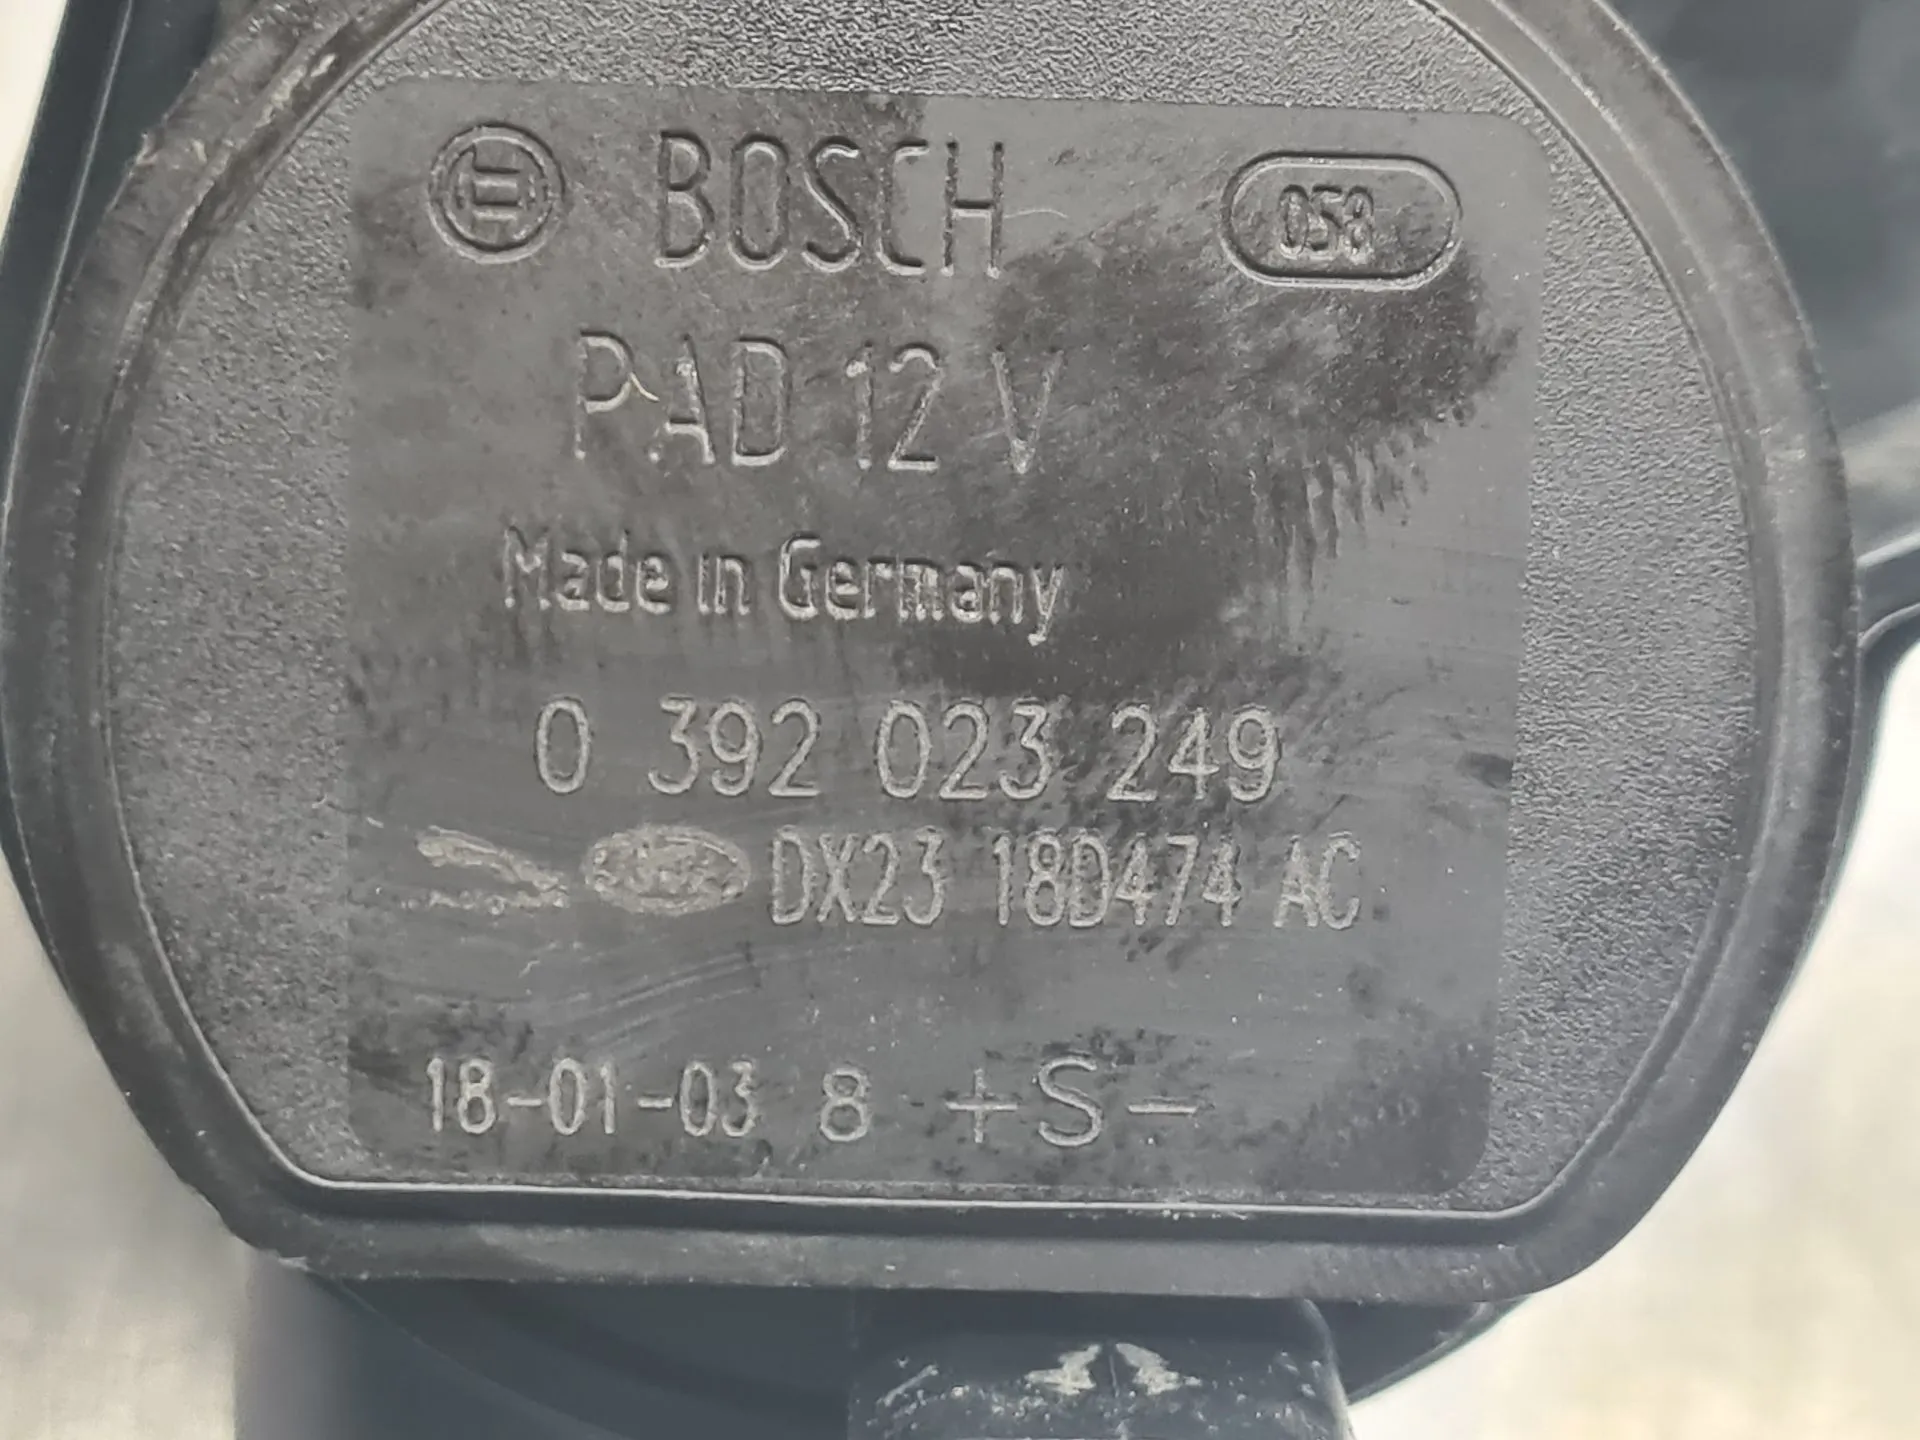 BOSCH 058
PAD 12 V
Made in Germany
0 392 023 249
DX23 18D474 AC
18-01-03 8 +S-